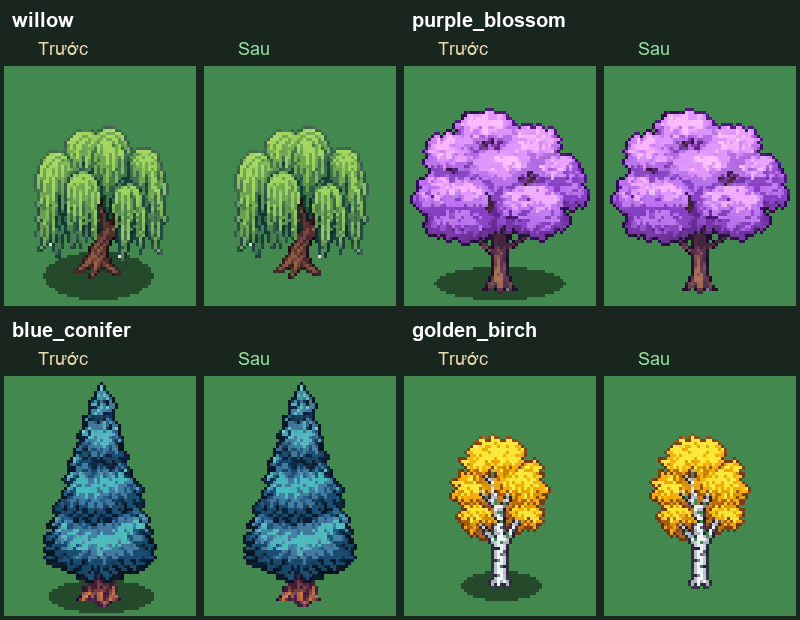 willow
Trước
Sau
purple_blossom
Trước
Sau
blue_conifer
Trước
Sau
golden_birch
Trước
Sau